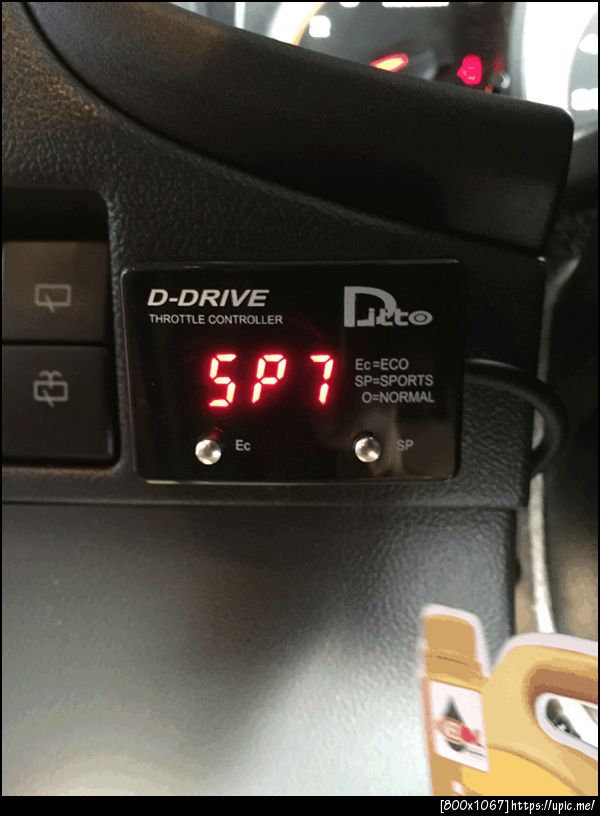 D-DRIVE
THROTTLE CONTROLLER
Ditto
SP7
Ec=ECO
SP=SPORTS
O=NORMAL
Ec
SP
[800x1067]https://upic.me/